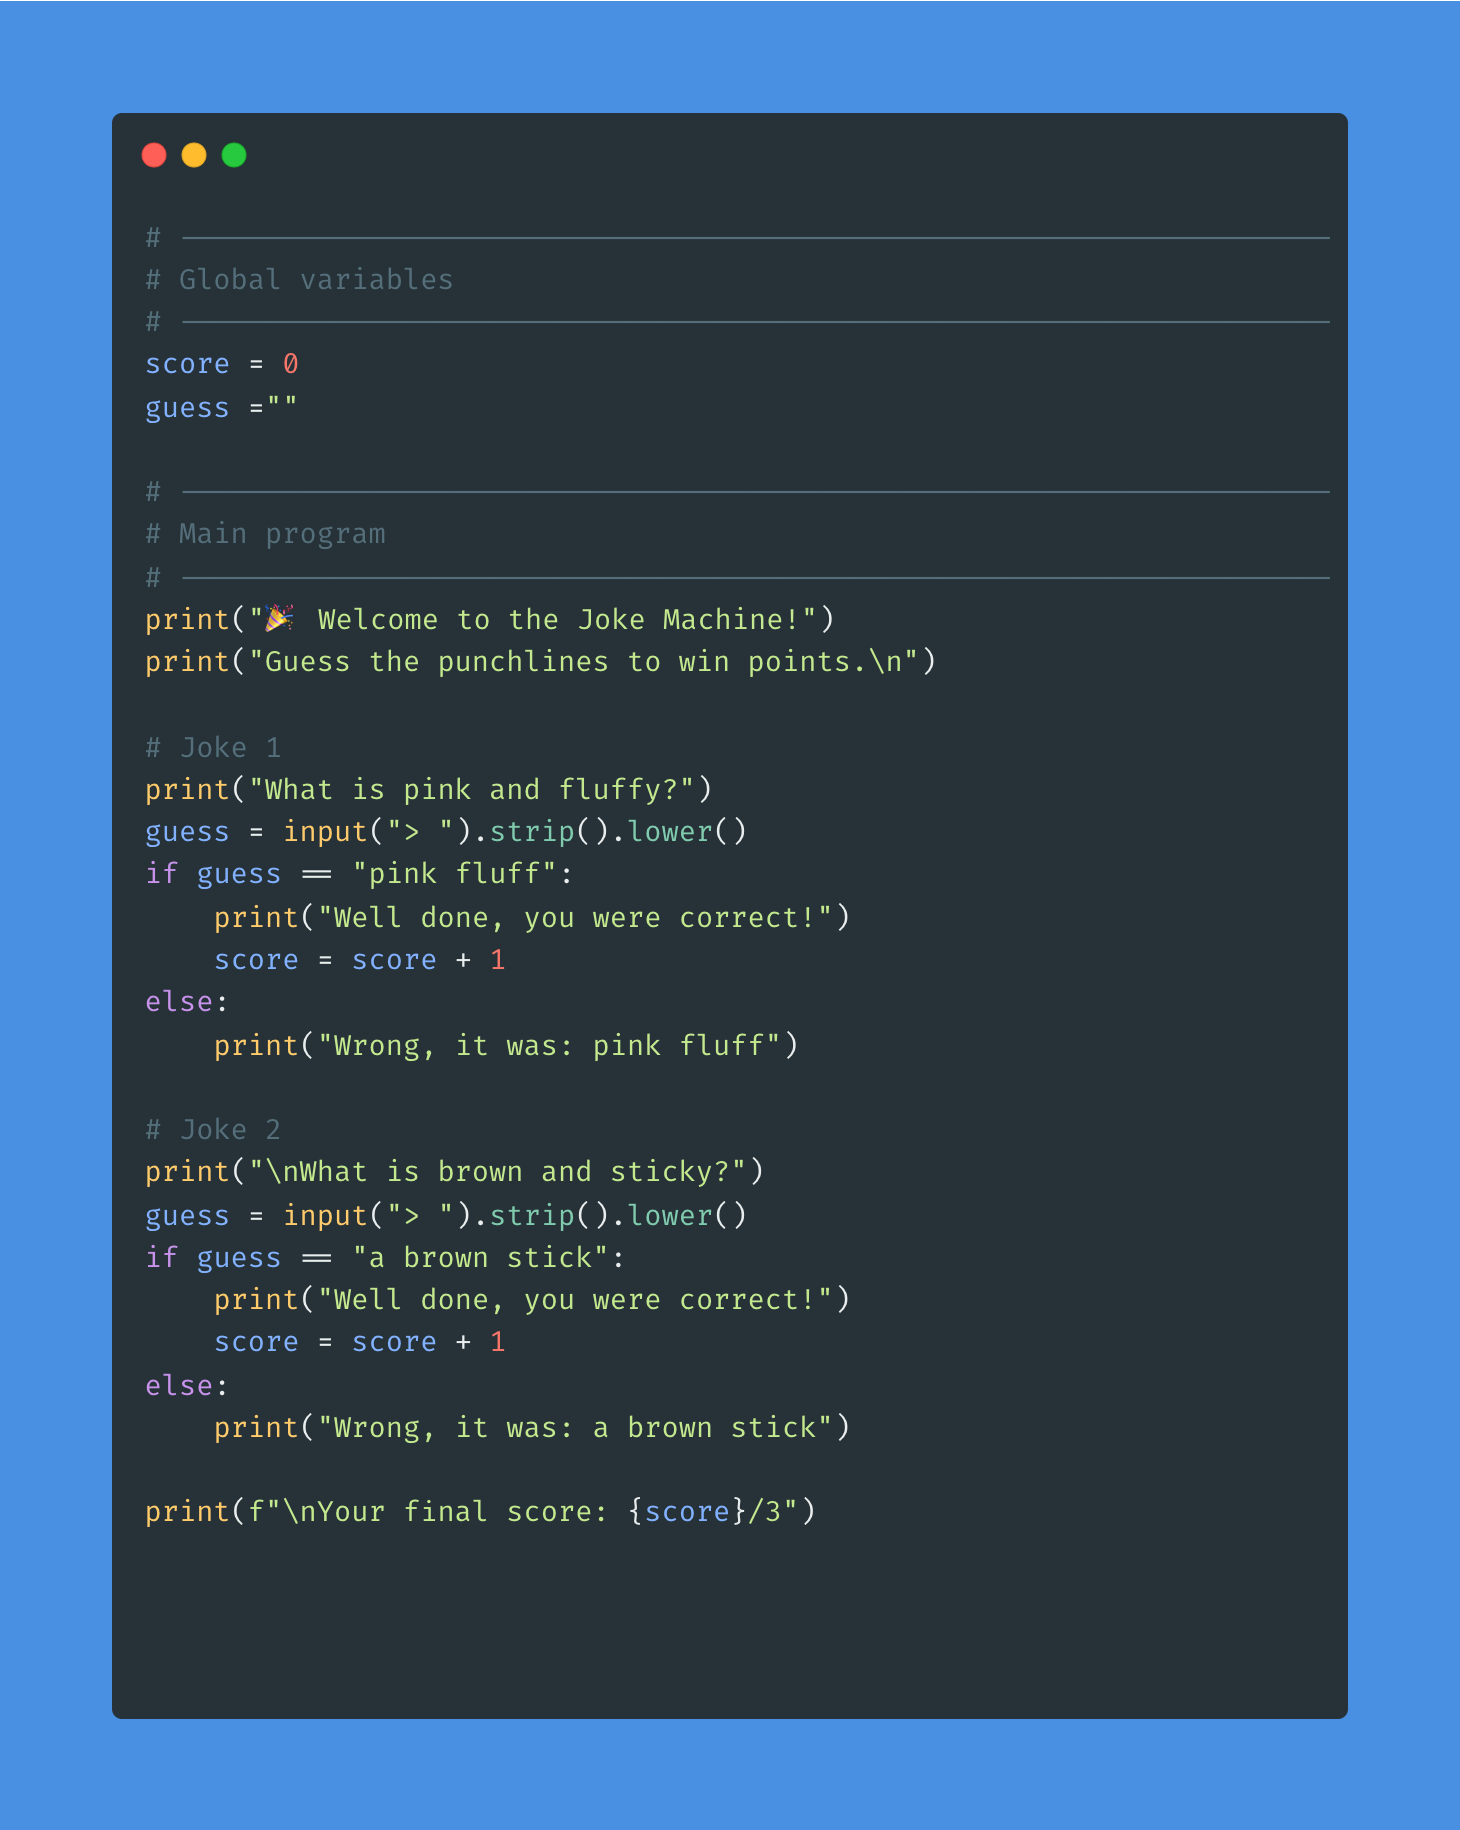 # --------------------------------------------------------------------
# Global variables
# --------------------------------------------------------------------
score = 0
guess =""
# --------------------------------------------------------------------
# Main program
# --------------------------------------------------------------------
print("🎉 Welcome to the Joke Machine!")
print("Guess the punchlines to win points.\n")
# Joke 1
print("What is pink and fluffy?")
guess = input("> ").strip().lower()
if guess == "pink fluff":
    print("Well done, you were correct!")
    score = score + 1
else:
    print("Wrong, it was: pink fluff")
# Joke 2
print("\nWhat is brown and sticky?")
guess = input("> ").strip().lower()
if guess == "a brown stick":
    print("Well done, you were correct!")
    score = score + 1
else:
    print("Wrong, it was: a brown stick")
print(f"\nYour final score: {score}/3")